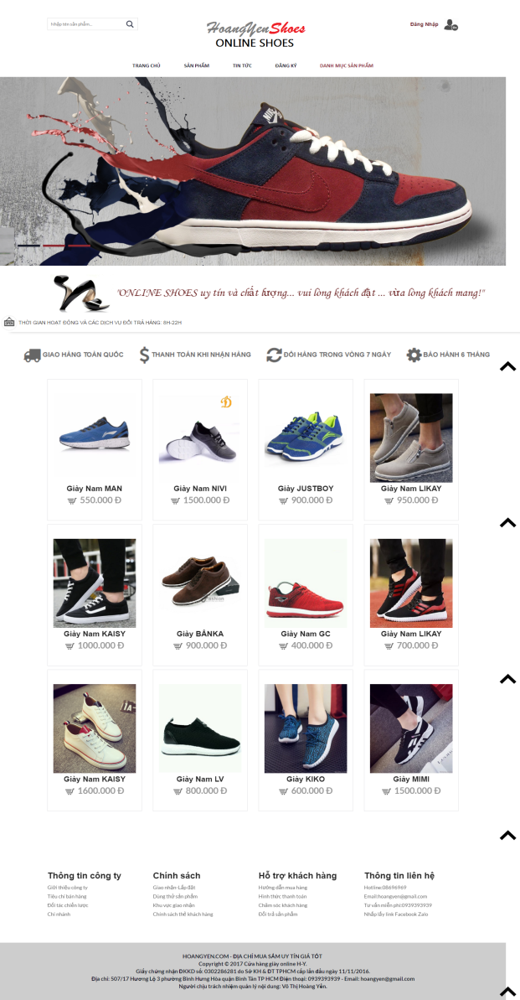 Nhập tên sản phẩm...
HoangYenShoes
ONLINE SHOES
Đăng Nhập
TRANG CHỦ
SẢN PHẨM
TIN TỨC
ĐĂNG KÝ
DANH MỤC SẢN PHẨM
NIKE
"ONLINE SHOES uy tín và chất lượng... vui lòng khách đặt ... vừa lòng khách mang!"
OPEN
THỜI GIAN HOẠT ĐỘNG VÀ CÁC DỊCH VỤ ĐỔI TRẢ HÀNG: 8H-22H
GIAO HÀNG TOÀN QUỐC
THANH TOÁN KHI NHẬN HÀNG
ĐỔI HÀNG TRONG VÒNG 7 NGÀY
BẢO HÀNH 6 THÁNG
Giày Nam MAN
550.000 Đ
Giày Nam NIVI
1500.000 Đ
Giày JUSTBOY
900.000 Đ
Giày Nam LIKAY
950.000 Đ
Giày Nam KAISY
1000.000 Đ
Giày BÂNKA
900.000 Đ
Giày Nam GC
400.000 Đ
Giày Nam LIKAY
700.000 Đ
Giày Nam KAISY
1600.000 Đ
Giày Nam LV
800.000 Đ
Giày KIKO
600.000 Đ
Giày MIMI
1500.000 Đ
Thông tin công ty
Giới thiệu công ty
Tiêu chí bán hàng
Đối tác chiến lược
Chi nhánh
Chính sách
Giao nhận-Lắp đặt
Dùng thử sản phẩm
Khu vực giao nhận
Chính sách thẻ khách hàng
Hỗ trợ khách hàng
Hướng dẫn mua hàng
Hình thức thanh toán
Chăm sóc khách hàng
Đổi trả sản phẩm
Thông tin liên hệ
Hotline:08696969
Email:hoangyen@gmail.com
Tư vấn miễn phí:0939393939
Nhấp lấy link Facebook Zalo
HOANGYEN.COM - ĐỊA CHỈ MUA SẮM UY TÍN GIÁ TỐT
Copyright © 2017 Cửa hàng giày online H-Y.
Giấy chứng nhận ĐKKD số: 0302286281 do Sở KH & ĐT TPHCM cấp lần đầu ngày 11/11/2016.
Địa chỉ: 507/17 Hương Lộ 3 phường Bình Hưng Hòa quận Bình Tân TP HCM Điện thoại: 0939393939 - Email: hoangyen@gmail.com
Người chịu trách nhiệm quản lý nội dung: Võ Thị Hoàng Yến.